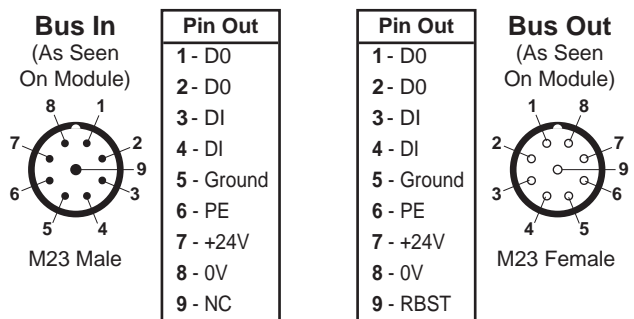 Bus In
(As Seen
On Module)
8 1
7 2
9
6 3
5 4
M23 Male
Pin Out
1 - D0
2 - D0
3 - DI
4 - DI
5 - Ground
6 - PE
7 - +24V
8 - 0V
9 - NC
Pin Out
1 - D0
2 - D0
3 - DI
4 - DI
5 - Ground
6 - PE
7 - +24V
8 - 0V
9 - RBST
Bus Out
(As Seen
On Module)
1 8
2 7
9
3 6
4 5
M23 Female